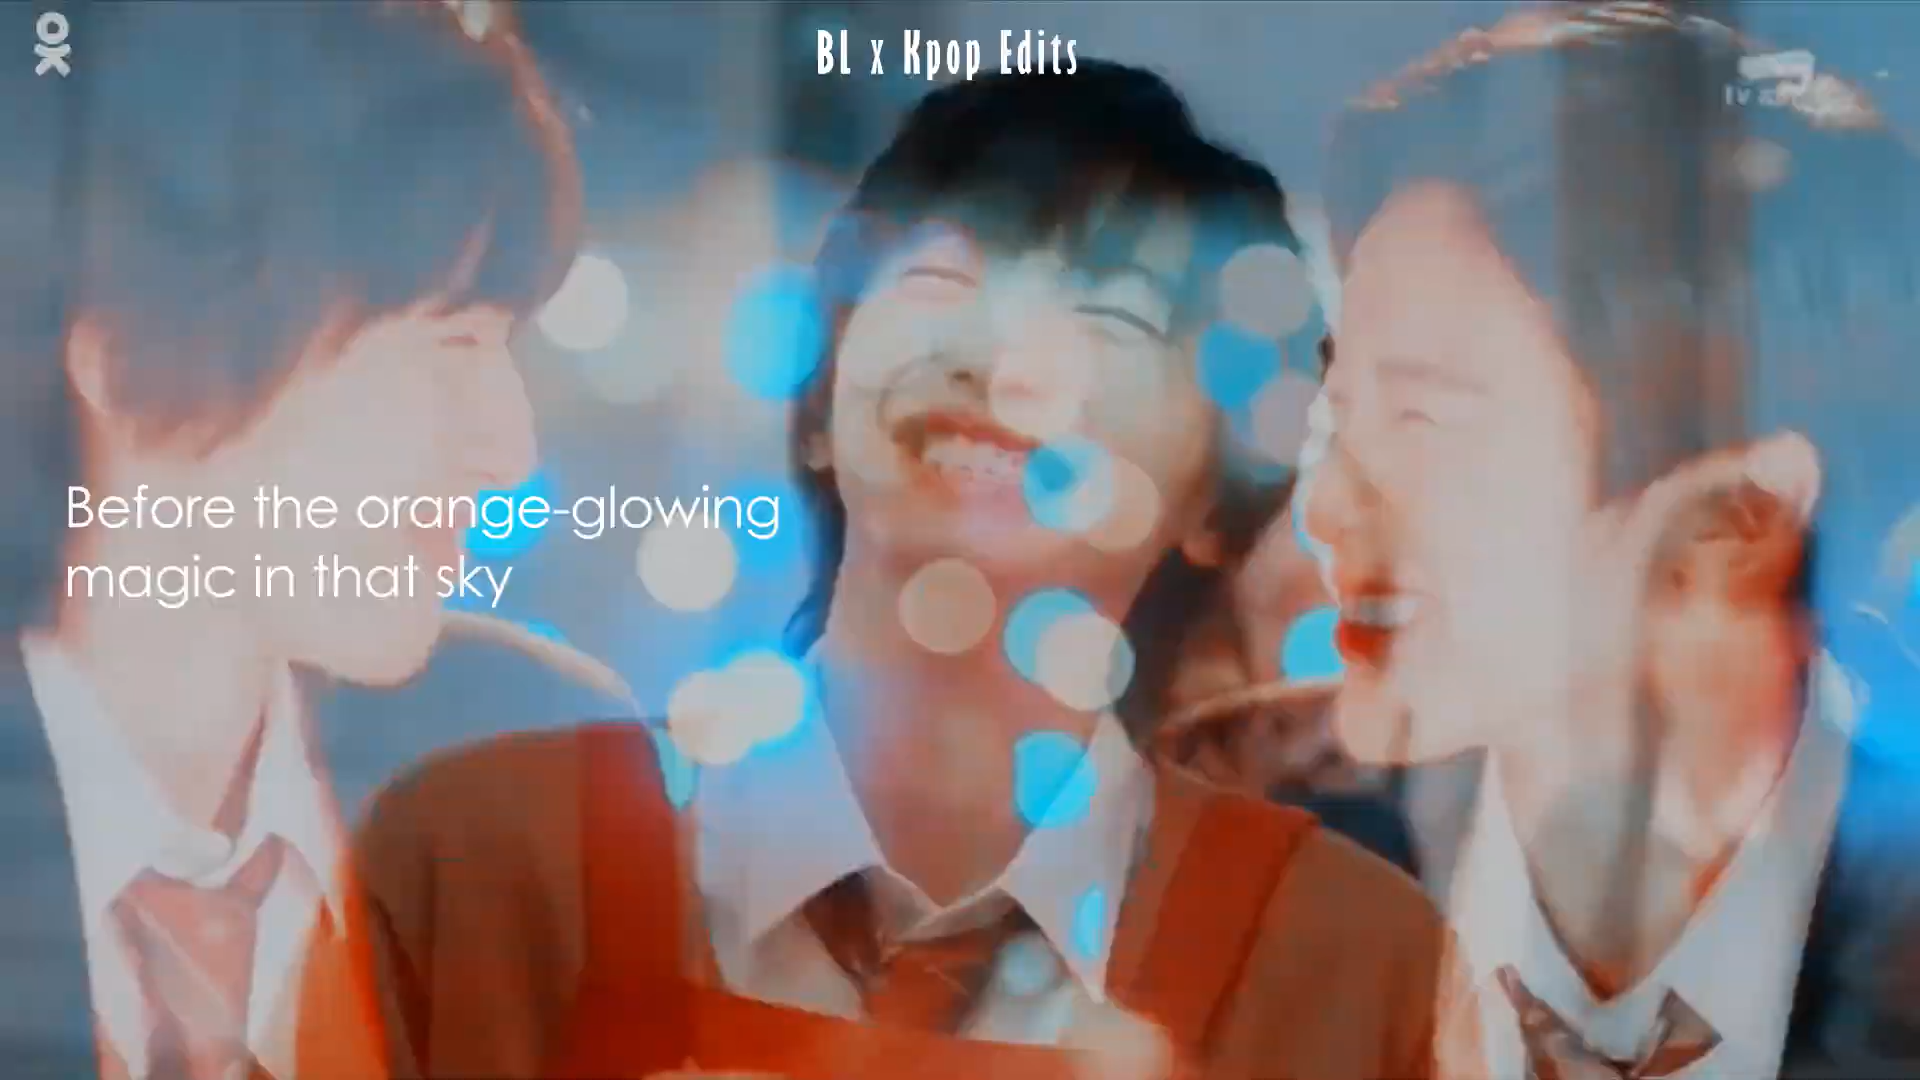 BL x Kpop Edits
Before the orange-glowing
magic in that sky